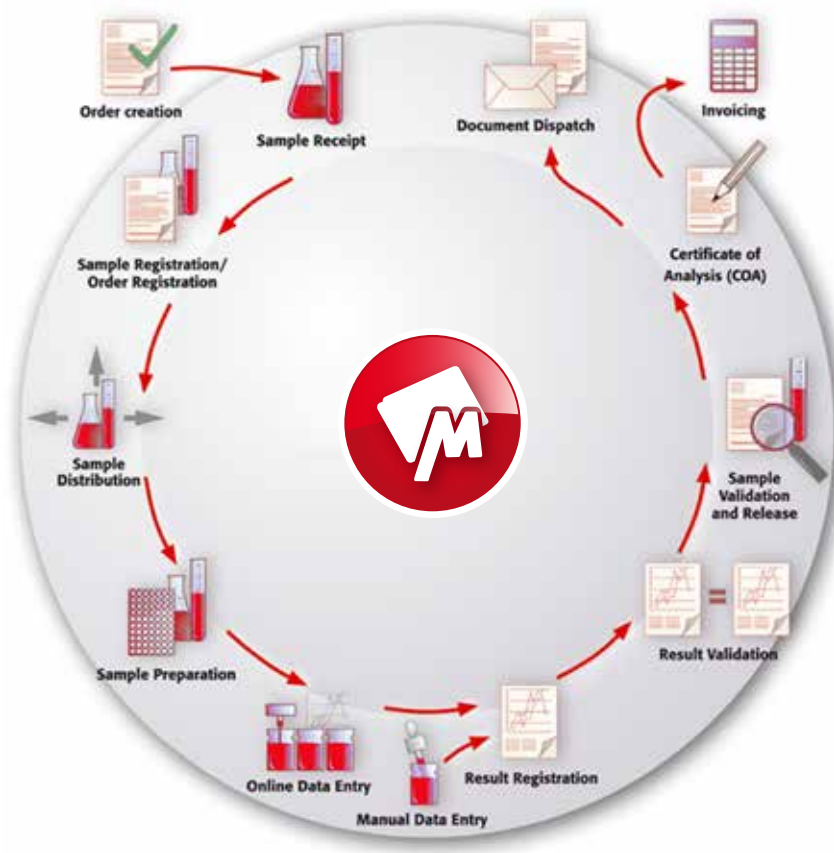 Order creation
Sample Receipt
Document Dispatch
Invoicing
Sample Registration/
Order Registration
Certificate of
Analysis (COA)
M
Sample
Distribution
Sample
Validation
and Release
Sample Preparation
Result Validation
Online Data Entry
Result Registration
Manual Data Entry